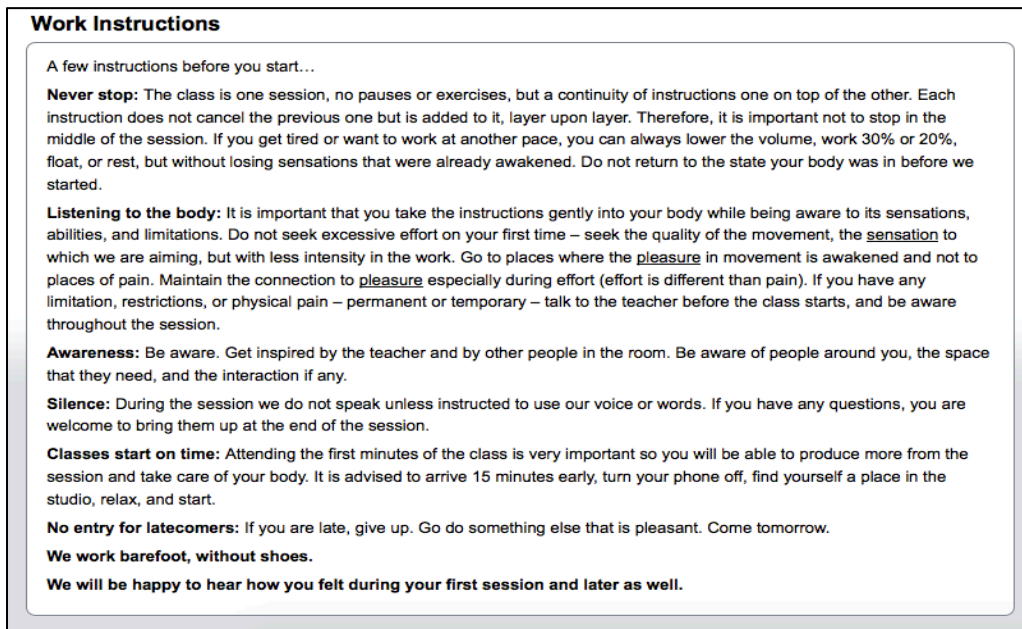 Work Instructions
A few instructions before you start…
Never stop: The class is one session, no pauses or exercises, but a continuity of instructions one on top of the other. Each
instruction does not cancel the previous one but is added to it, layer upon layer. Therefore, it is important not to stop in the
middle of the session. If you get tired or want to work at another pace, you can always lower the volume, work 30% or 20%,
float, or rest, but without losing sensations that were already awakened. Do not return to the state your body was in before we
started.
Listening to the body: It is important that you take the instructions gently into your body while being aware to its sensations,
abilities, and limitations. Do not seek excessive effort on your first time – seek the quality of the movement, the sensation to
which we are aiming, but with less intensity in the work. Go to places where the pleasure in movement is awakened and not to
places of pain. Maintain the connection to pleasure especially during effort (effort is different than pain). If you have any
limitation, restrictions, or physical pain – permanent or temporary – talk to the teacher before the class starts, and be aware
throughout the session.
Awareness: Be aware. Get inspired by the teacher and by other people in the room. Be aware of people around you, the space
that they need, and the interaction if any.
Silence: During the session we do not speak unless instructed to use our voice or words. If you have any questions, you are
welcome to bring them up at the end of the session.
Classes start on time: Attending the first minutes of the class is very important so you will be able to produce more from the
session and take care of your body. It is advised to arrive 15 minutes early, turn your phone off, find yourself a place in the
studio, relax, and start.
No entry for latecomers: If you are late, give up. Go do something else that is pleasant. Come tomorrow.
We work barefoot, without shoes.
We will be happy to hear how you felt during your first session and later as well.